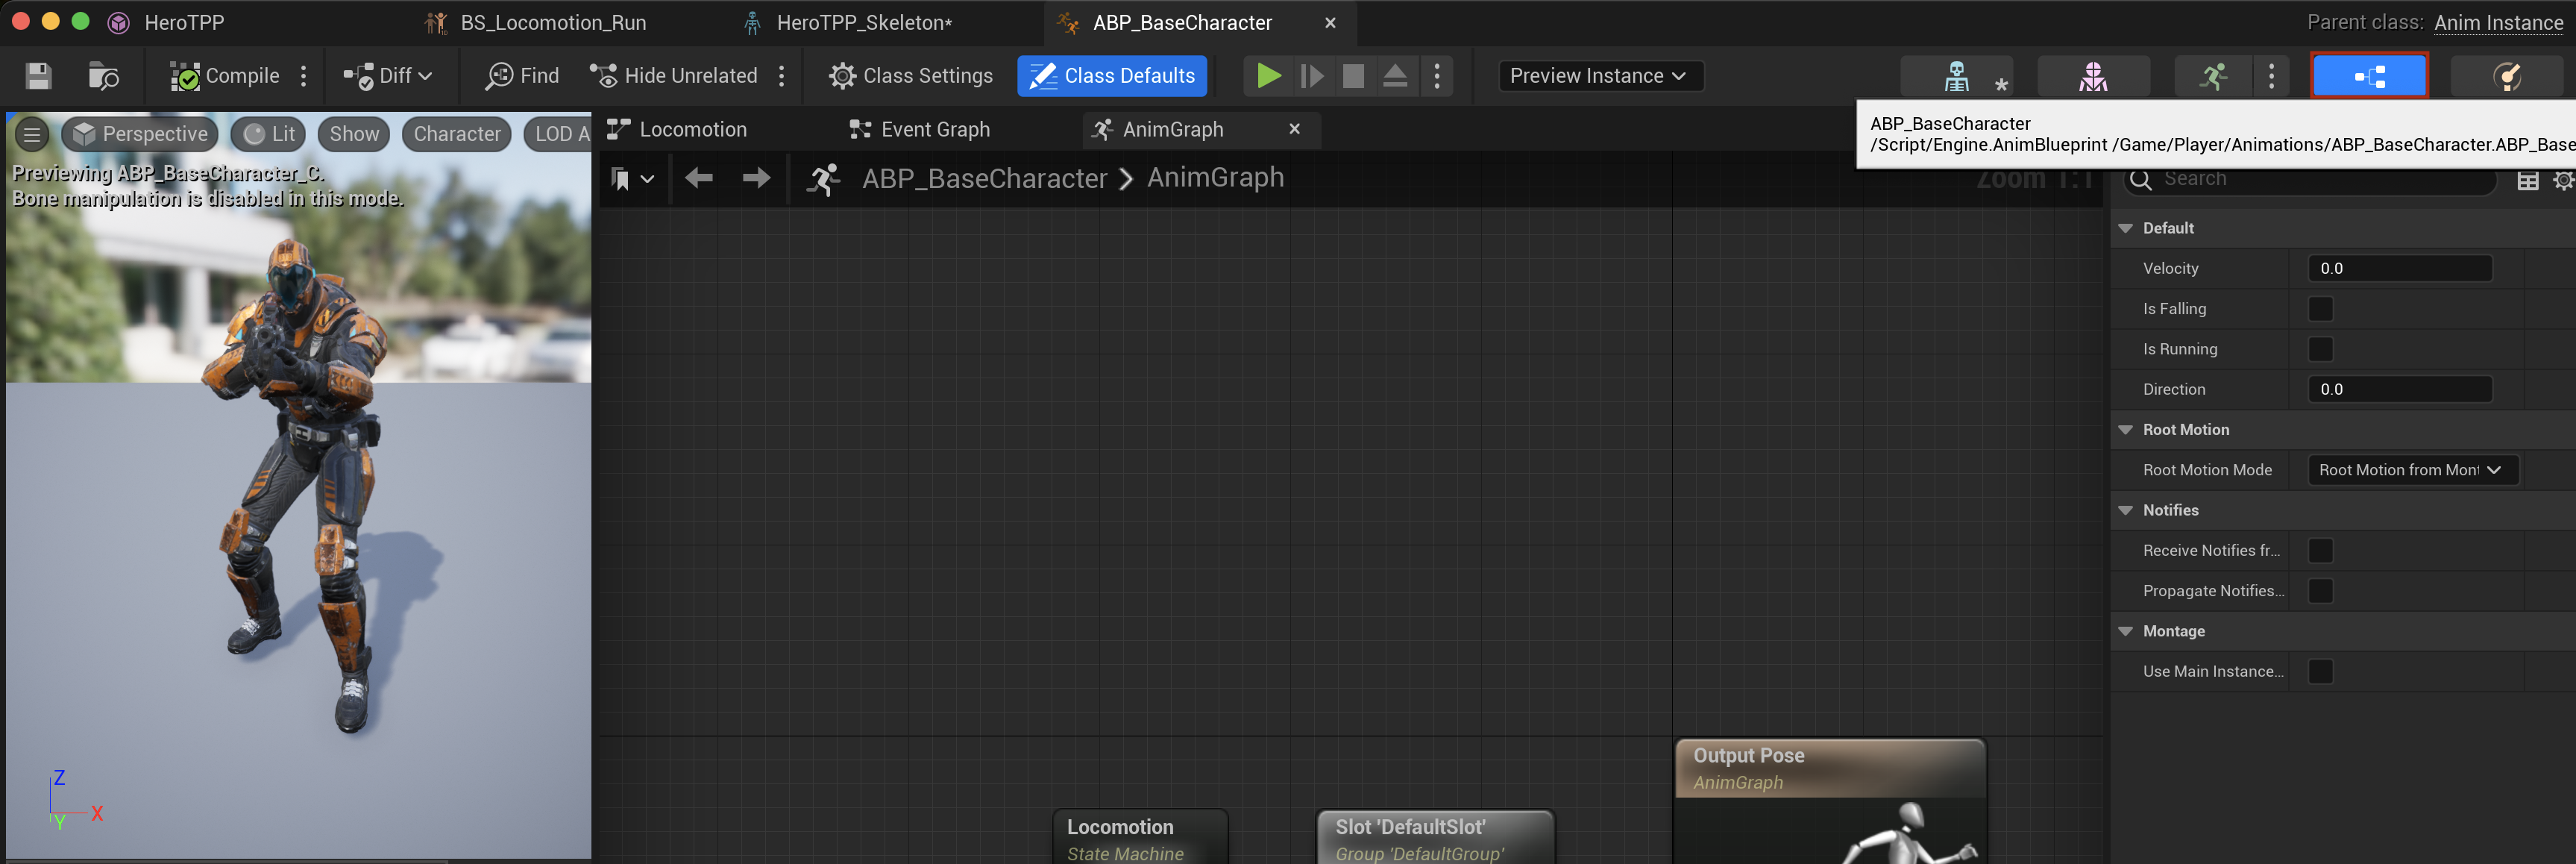 HeroTPP
BS_Locomotion_Run
HeroTPP_Skeleton*
ABP_BaseCharacter
Parent class: Anim Instance
Compile
Diff
Find
Hide Unrelated
Class Settings
Class Defaults
Preview Instance
ABP_BaseCharacter
/Script/Engine.AnimBlueprint /Game/Player/Animations/ABP_BaseCharacter.ABP_Base
Perspective
Lit
Show
Character
LOD A
Previewing ABP_BaseCharacter_C.
Bone manipulation is disabled in this mode.
Locomotion
Event Graph
AnimGraph
ABP_BaseCharacter > AnimGraph
Zoom 1:1
Search
Default
Velocity
0.0
Is Falling
Is Running
Direction
0.0
Root Motion
Root Motion Mode
Root Motion from Mont
Notifies
Receive Notifies fr...
Propagate Notifies...
Montage
Use Main Instance...
Output Pose
AnimGraph
Locomotion
State Machine
Slot 'DefaultSlot'
Group 'DefaultGroup'
Z
X
Y